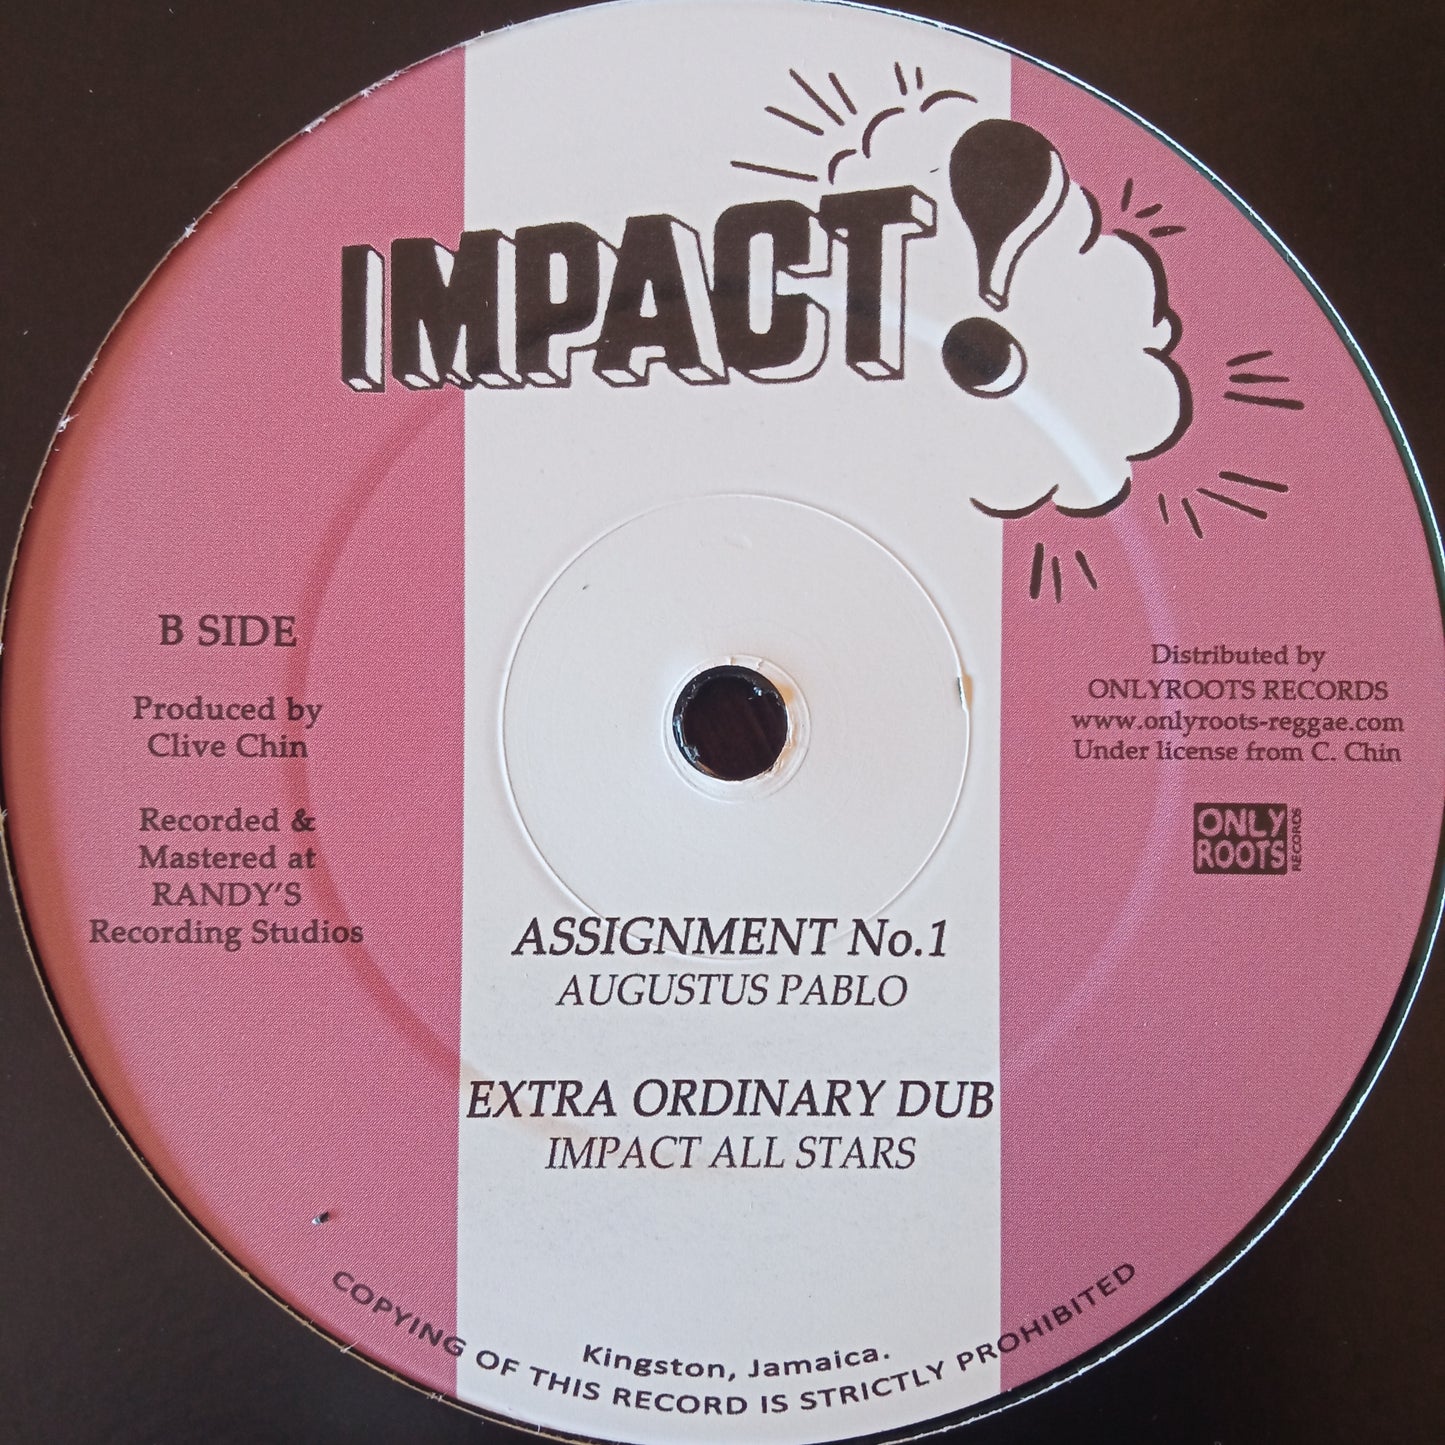 IMPACT!
B SIDE
Produced by
Clive Chin
Recorded &
Mastered at
RANDY'S
Recording Studios
Distributed by
ONLYROOTS RECORDS
www.onlyroots-reggae.com
Under license from C. Chin
ONLY
ROOTS
RECORDS
ASSIGNMENT No.1
AUGUSTUS PABLO
EXTRA ORDINARY DUB
IMPACT ALL STARS
Kingston, Jamaica.
COPYING OF THIS RECORD IS STRICTLY PROHIBITED